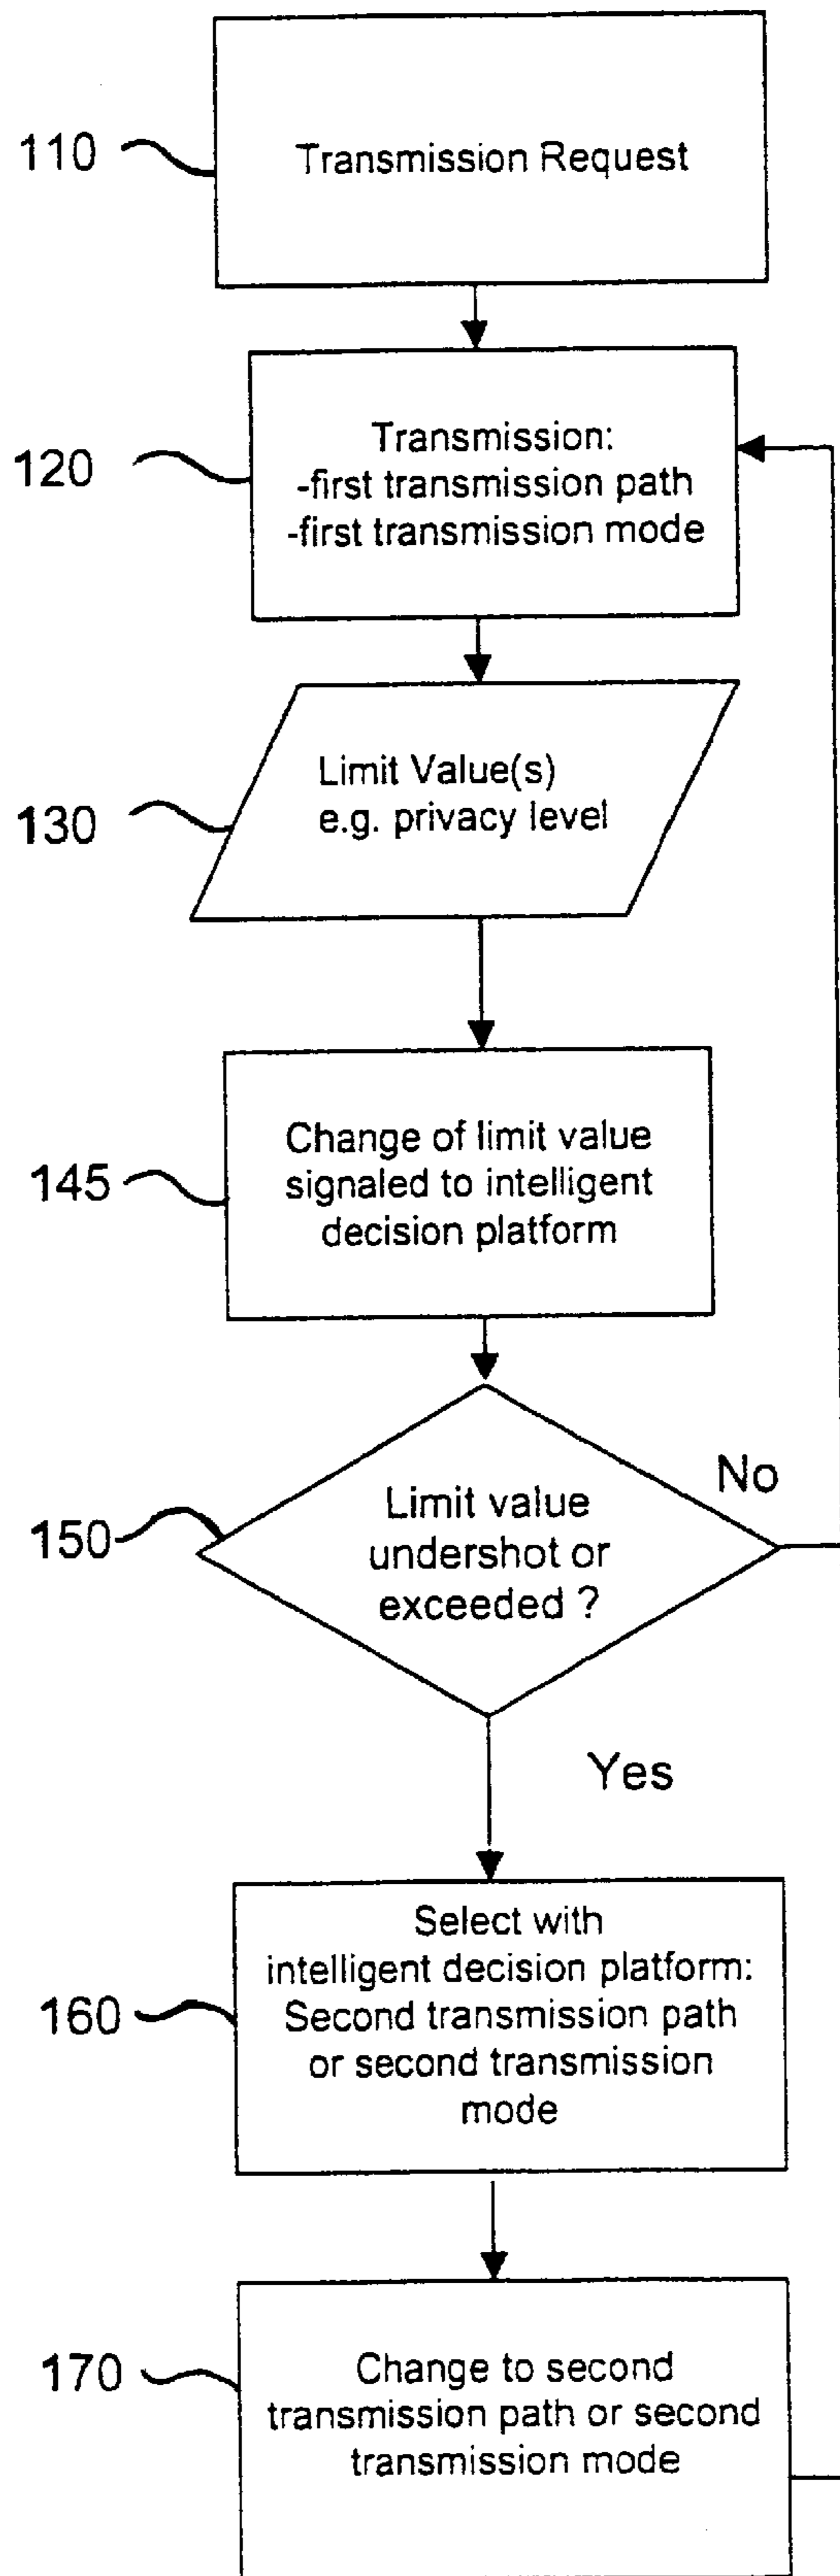 110
Transmission Request
120
Transmission:
-first transmission path
-first transmission mode
130
Limit Value(s)
e.g. privacy level
145
Change of limit value
signaled to intelligent
decision platform
150
Limit value
undershot or
exceeded ?
No
Yes
160
Select with
intelligent decision platform:
Second transmission path
or second transmission
mode
170
Change to second
transmission path or second
transmission mode